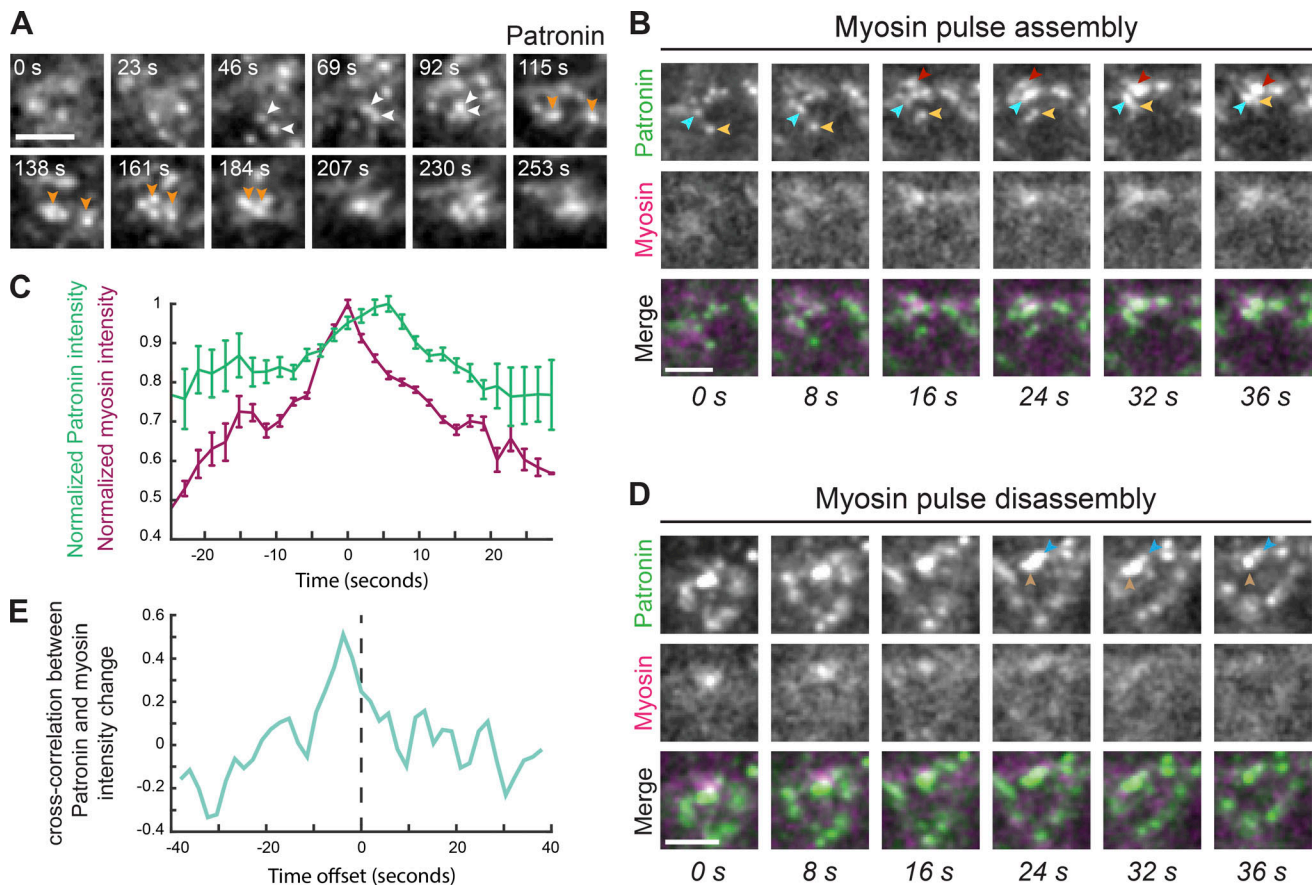 A
Patronin
0 s 23 s 46 s 69 s 92 s 115 s
138 s 161 s 184 s 207 s 230 s 253 s
B
Myosin pulse assembly
Patronin
Myosin
Merge
0 s 8 s 16 s 24 s 32 s 36 s
C
Normalized Patronin intensity
Normalized myosin intensity
1
0.9
0.8
0.7
0.6
0.5
0.4
-20 -10 0 10 20
Time (seconds)
D
Myosin pulse disassembly
Patronin
Myosin
Merge
0 s 8 s 16 s 24 s 32 s 36 s
E
cross-correlation between
Patronin and myosin
intensity change
0.6
0.4
0.2
0
-0.2
-0.4
-40 -20 0 20 40
Time offset (seconds)